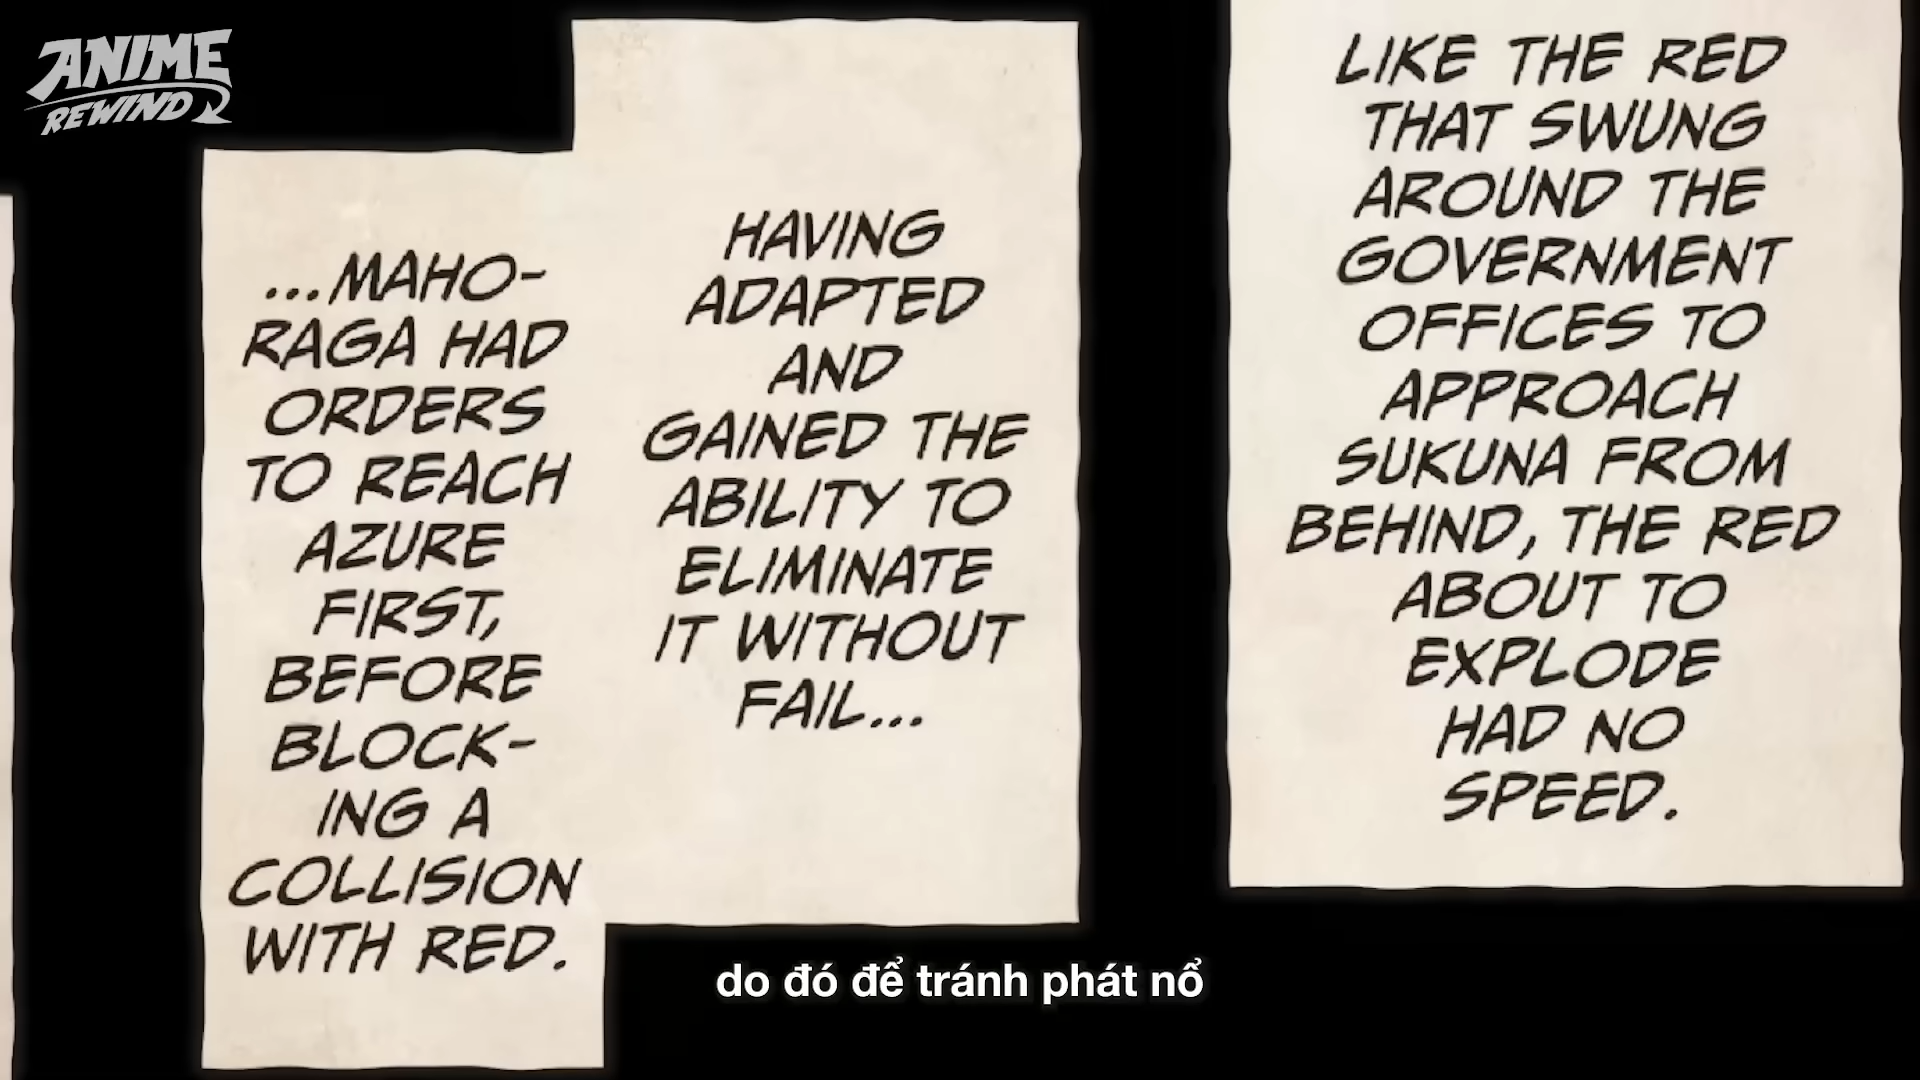 ANIME
REWIND
LIKE THE RED
THAT SWUNG
AROUND THE
GOVERNMENT
OFFICES TO
APPROACH
SUKUNA FROM
BEHIND, THE RED
ABOUT TO
EXPLODE
HAD NO
SPEED.
HAVING
ADAPTED
AND
GAINED THE
ABILITY TO
ELIMINATE
IT WITHOUT
FAIL...
...MAHO-
RAGA HAD
ORDERS
TO REACH
AZURE
FIRST,
BEFORE
BLOCK-
ING A
COLLISION
WITH RED.
do đó để tránh phát nổ